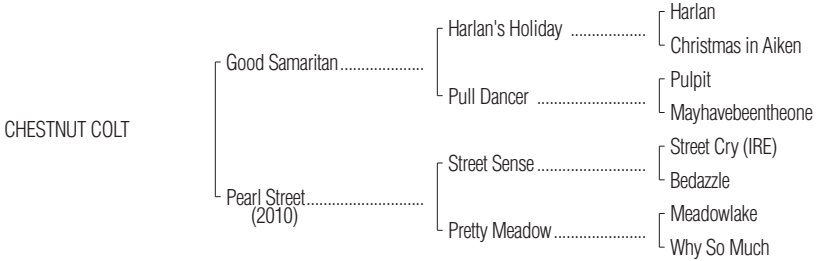 Harlan
Harlan's Holiday ..................
Christmas in Aiken
Good Samaritan....................
Pulpit
Pull Dancer ..........................
Mayhavebeentheone
CHESTNUT COLT
Street Cry (IRE)
Street Sense ...........................
Bedazzle
Pearl Street............................
(2010)
Meadowlake
Pretty Meadow......................
Why So Much